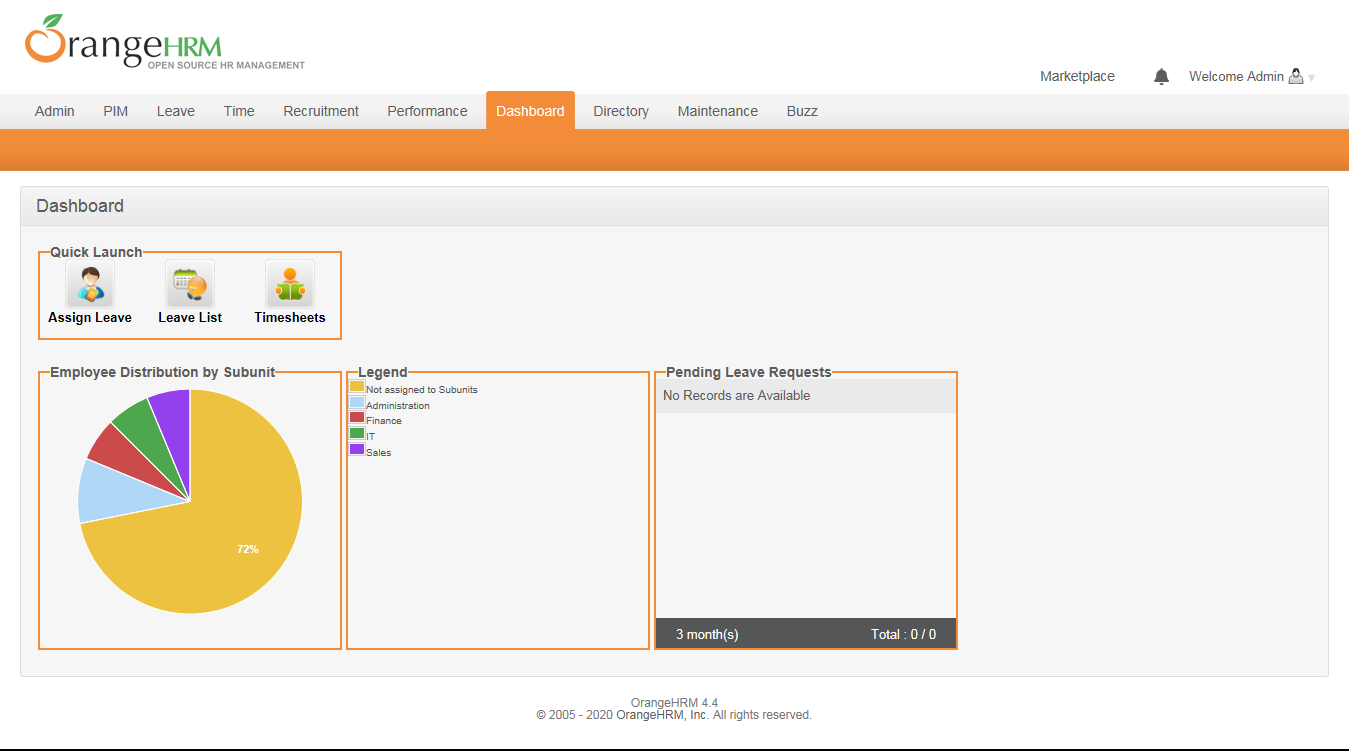 OrangeHRM
OPEN SOURCE HR MANAGEMENT
Marketplace Welcome Admin
Admin PIM Leave Time Recruitment Performance Dashboard Directory Maintenance Buzz
Dashboard
Quick Launch
Assign Leave Leave List Timesheets
Employee Distribution by Subunit
72%
Legend
Not assigned to Subunits
Administration
Finance
IT
Sales
Pending Leave Requests
No Records are Available
3 month(s) Total : 0 / 0
OrangeHRM 4.4
© 2005 - 2020 OrangeHRM, Inc. All rights reserved.